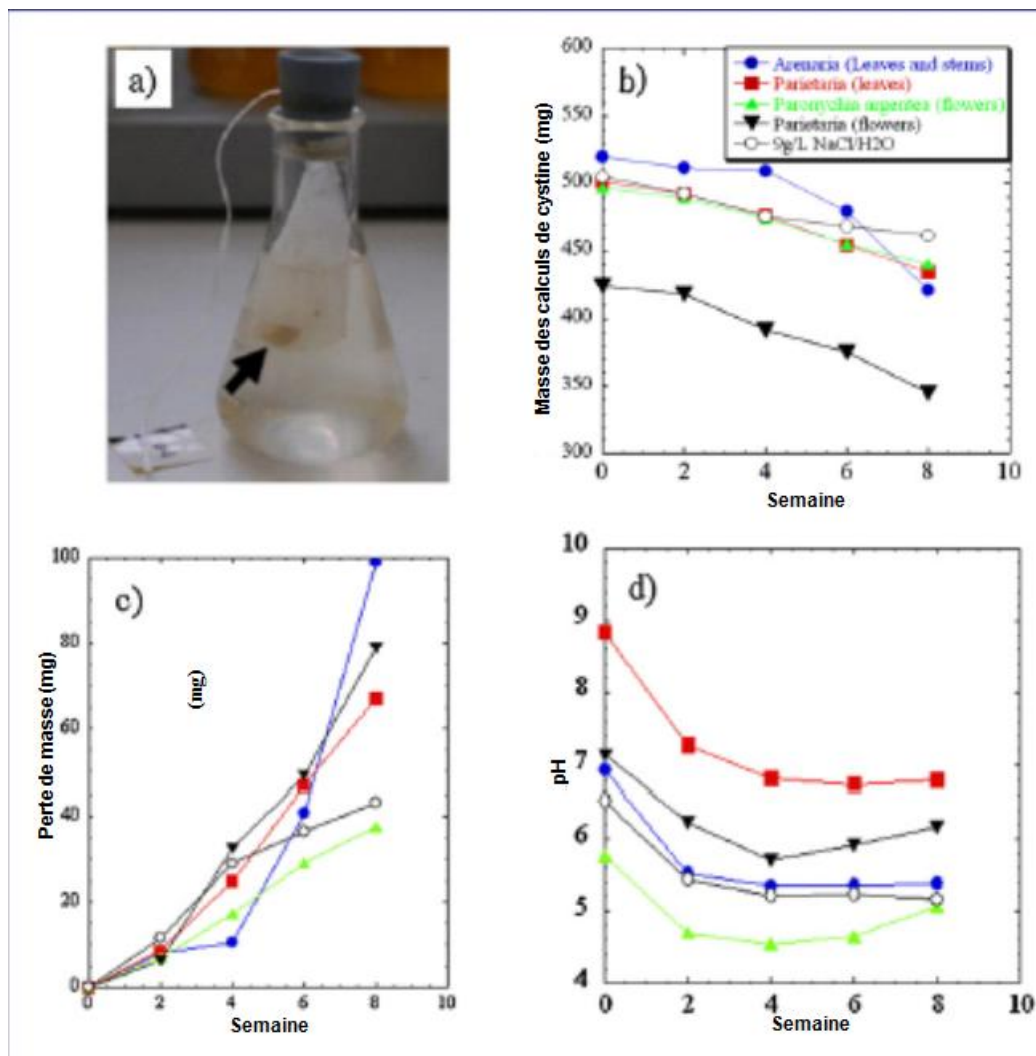 a)
b)
600
550
500
450
400
350
300
Masse des calculs de cystine (mg)
Arenaria (Leaves and stems)
Parietaria (leaves)
Paronychia argentea (flowers)
Parietaria (flowers)
9g/L NaCl/H2O
0 2 4 6 8 10
Semaine
c)
100
80
60
40
20
0
Perte de masse (mg)
(mg)
0 2 4 6 8 10
Semaine
d)
10
9
8
7
6
5
4
pH
0 2 4 6 8 10
Semaine